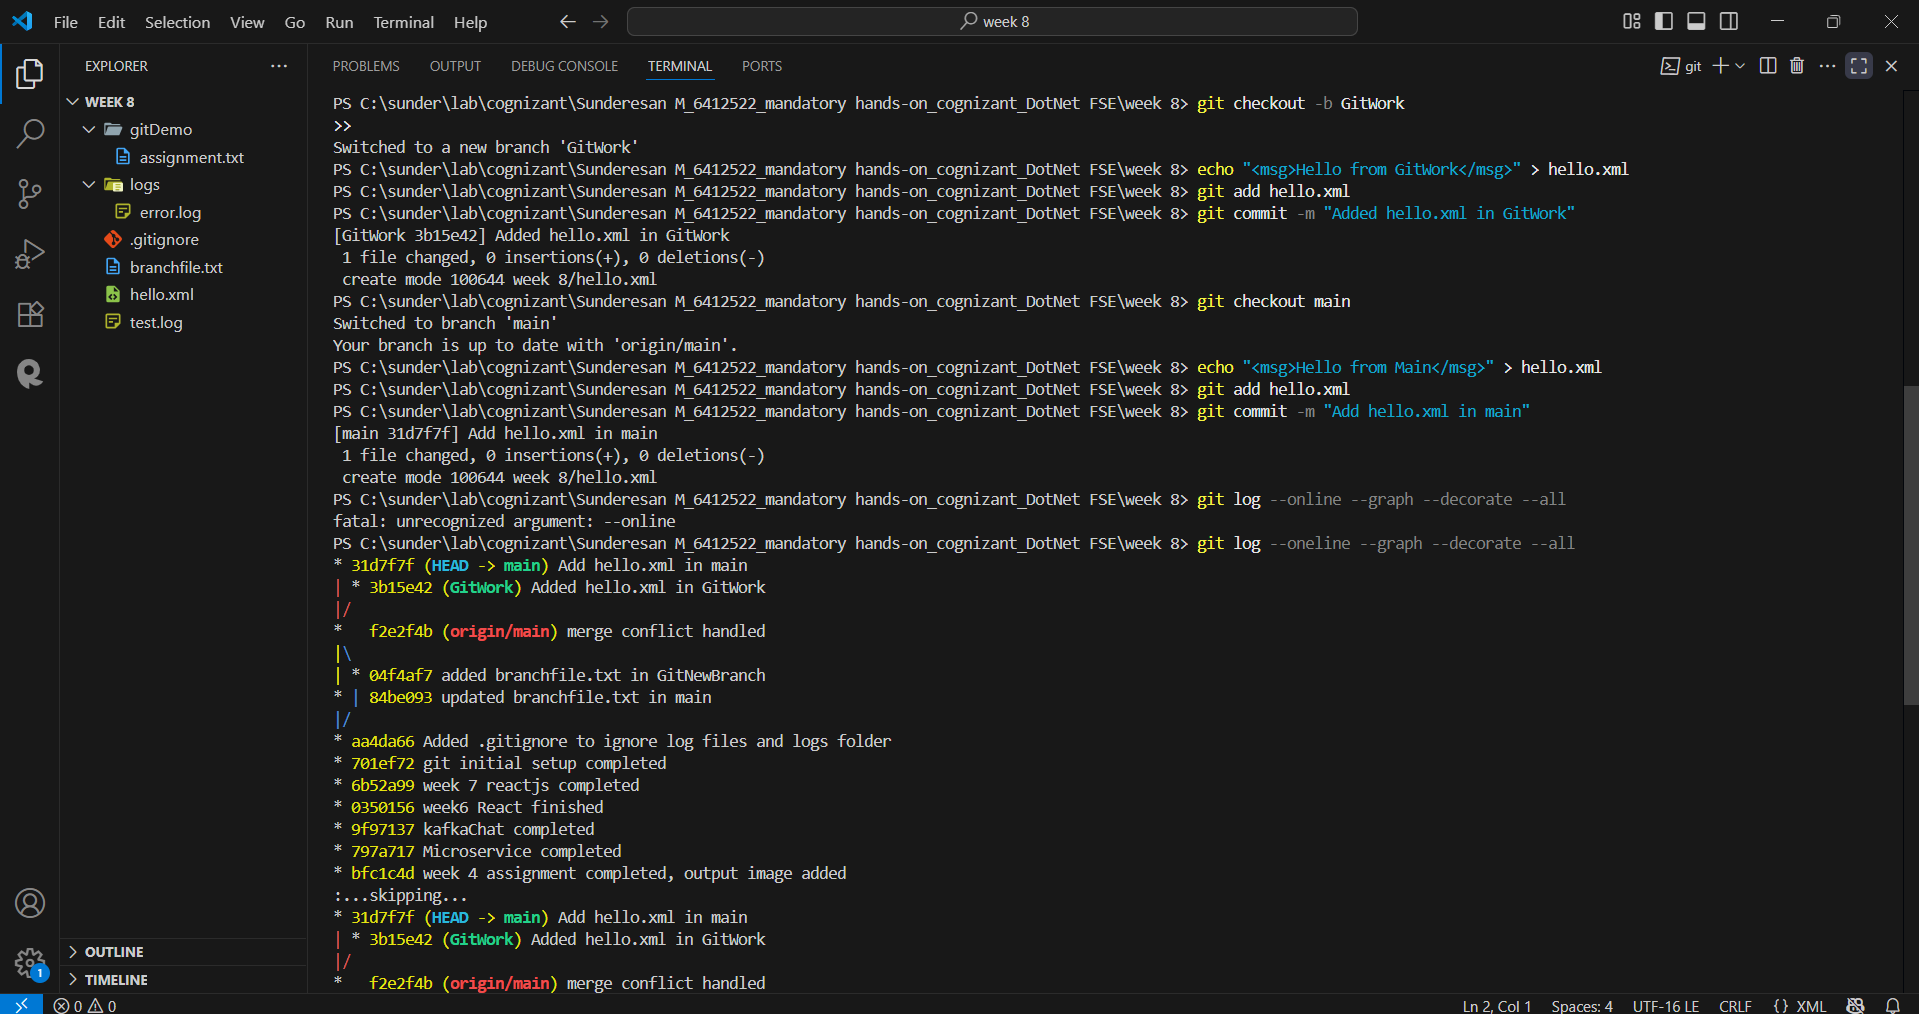 File Edit Selection View Go Run Terminal Help
week 8
EXPLORER
WEEK 8
gitDemo
assignment.txt
logs
error.log
.gitignore
branchfile.txt
hello.xml
test.log
OUTLINE
TIMELINE
PROBLEMS OUTPUT DEBUG CONSOLE TERMINAL PORTS
git
PS C:\sunder\lab\cognizant\Sunderesan M_6412522_mandatory hands-on_cognizant_DotNet FSE\week 8> git checkout -b GitWork
>>
Switched to a new branch 'GitWork'
PS C:\sunder\lab\cognizant\Sunderesan M_6412522_mandatory hands-on_cognizant_DotNet FSE\week 8> echo "<msg>Hello from GitWork</msg>" > hello.xml
PS C:\sunder\lab\cognizant\Sunderesan M_6412522_mandatory hands-on_cognizant_DotNet FSE\week 8> git add hello.xml
PS C:\sunder\lab\cognizant\Sunderesan M_6412522_mandatory hands-on_cognizant_DotNet FSE\week 8> git commit -m "Added hello.xml in GitWork"
[GitWork 3b15e42] Added hello.xml in GitWork
1 file changed, 0 insertions(+), 0 deletions(-)
create mode 100644 week 8/hello.xml
PS C:\sunder\lab\cognizant\Sunderesan M_6412522_mandatory hands-on_cognizant_DotNet FSE\week 8> git checkout main
Switched to branch 'main'
Your branch is up to date with 'origin/main'.
PS C:\sunder\lab\cognizant\Sunderesan M_6412522_mandatory hands-on_cognizant_DotNet FSE\week 8> echo "<msg>Hello from Main</msg>" > hello.xml
PS C:\sunder\lab\cognizant\Sunderesan M_6412522_mandatory hands-on_cognizant_DotNet FSE\week 8> git add hello.xml
PS C:\sunder\lab\cognizant\Sunderesan M_6412522_mandatory hands-on_cognizant_DotNet FSE\week 8> git commit -m "Add hello.xml in main"
[main 31d7f7f] Add hello.xml in main
1 file changed, 0 insertions(+), 0 deletions(-)
create mode 100644 week 8/hello.xml
PS C:\sunder\lab\cognizant\Sunderesan M_6412522_mandatory hands-on_cognizant_DotNet FSE\week 8> git log --online --graph --decorate --all
fatal: unrecognized argument: --online
PS C:\sunder\lab\cognizant\Sunderesan M_6412522_mandatory hands-on_cognizant_DotNet FSE\week 8> git log --oneline --graph --decorate --all
* 31d7f7f (HEAD -> main) Add hello.xml in main
| * 3b15e42 (GitWork) Added hello.xml in GitWork
|/
*   f2e2f4b (origin/main) merge conflict handled
|\
| * 04f4af7 added branchfile.txt in GitNewBranch
* | 84be093 updated branchfile.txt in main
|/
* aa4da66 Added .gitignore to ignore log files and logs folder
* 701ef72 git initial setup completed
* 6b52a99 week 7 reactjs completed
* 0350156 week6 React finished
* 9f97137 kafkaChat completed
* 797a717 Microservice completed
* bfc1c4d week 4 assignment completed, output image added
:...skipping...
* 31d7f7f (HEAD -> main) Add hello.xml in main
| * 3b15e42 (GitWork) Added hello.xml in GitWork
|/
*   f2e2f4b (origin/main) merge conflict handled
1
0 0
Ln 2, Col 1 Spaces: 4 UTF-16 LE CRLF {} XML